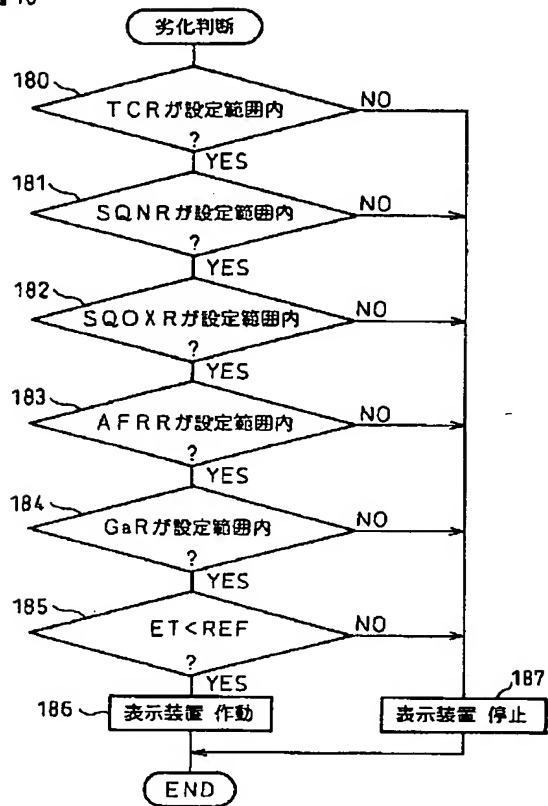 劣化判断
180
TCRが設定範囲内
?
NO
YES
181
SQNRが設定範囲内
?
NO
YES
182
SQOXRが設定範囲内
?
NO
YES
183
AFRRが設定範囲内
?
NO
YES
184
GaRが設定範囲内
?
NO
YES
185
ET<REF
?
NO
YES
186
表示装置 作動
187
表示装置 停止
END